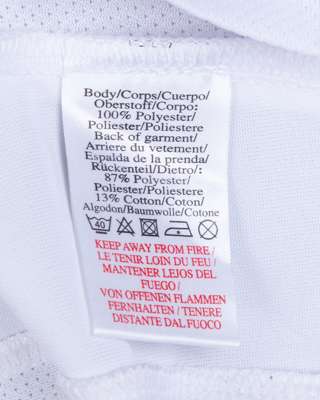 Body/Corps/Cuerpo/
Oberstoff/Corpo:
100% Polyester/
Poliester/Poliestere
Back of garment/
Arriere du vetement/
Espalda de la prenda/
Rückenteil/Dietro/:
87% Polyester/
Poliester/Poliestere
13% Cotton/Coton/
Algodon/Baumwolle/Cotone
40
KEEP AWAY FROM FIRE /
LE TENIR LOIN DU FEU /
MANTENER LEJOS DEL
FUEGO /
VON OFFENEN FLAMMEN
FERNHALTEN / TENERE
DISTANTE DAL FUOCO